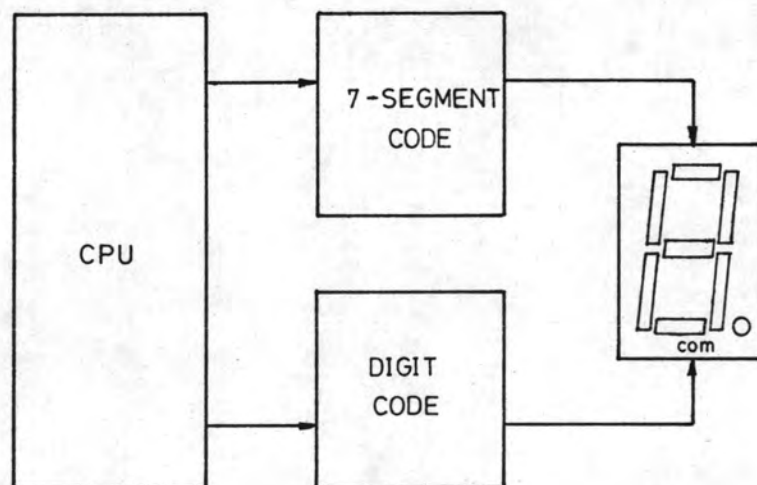 CPU
7-SEGMENT
CODE
DIGIT
CODE
com